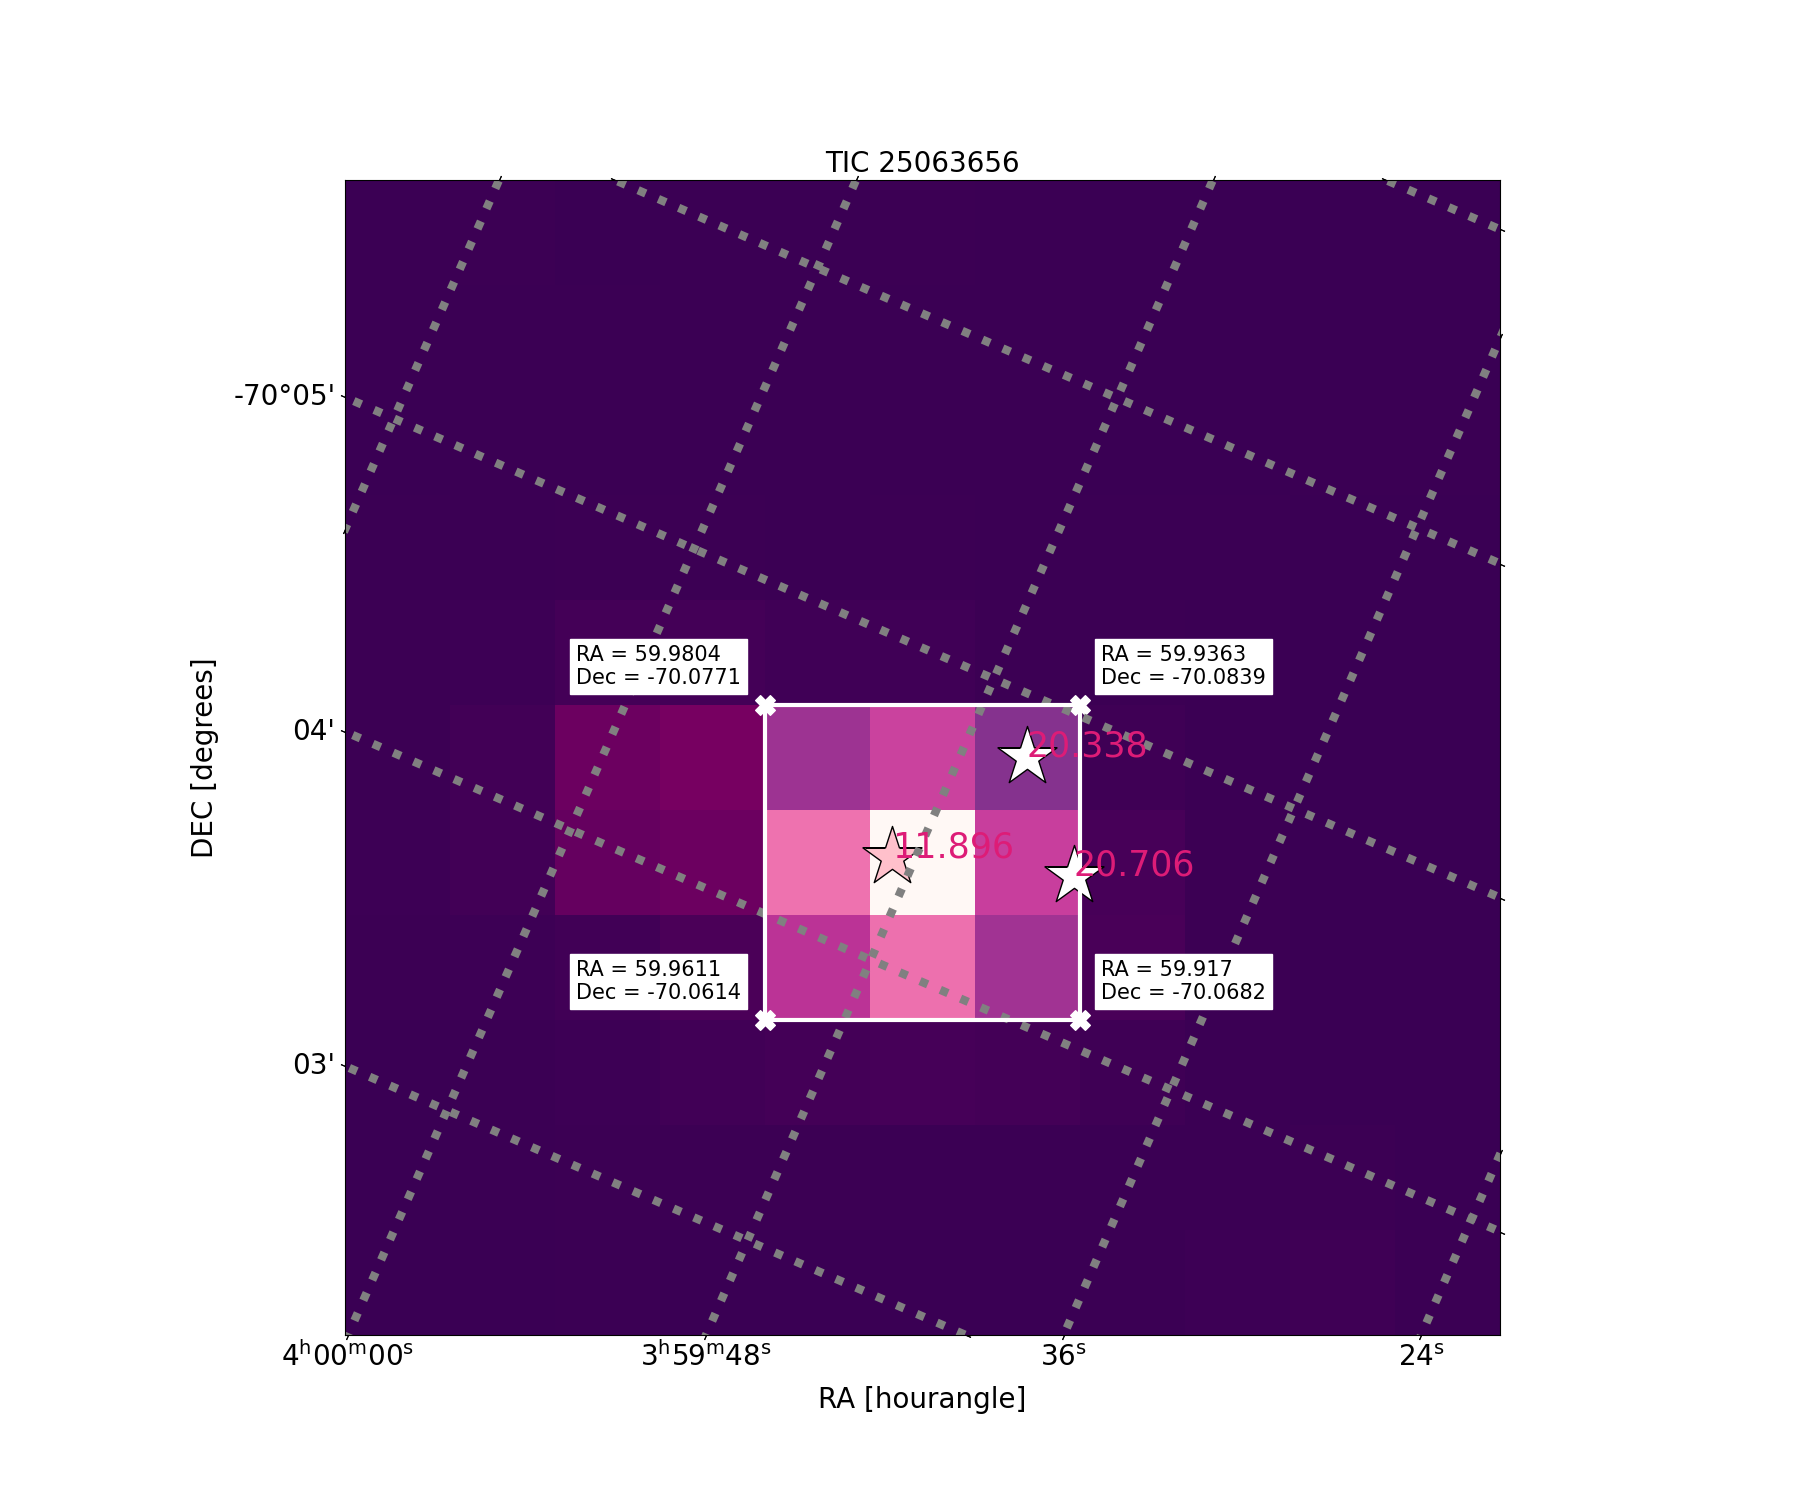 TIC 25063656
-70°05'
RA = 59.9804
Dec = -70.0771
RA = 59.9363
Dec = -70.0839
04'
20.338
11.896
20.706
DEC [degrees]
RA = 59.9611
Dec = -70.0614
RA = 59.917
Dec = -70.0682
03'
4ʰ00ᵐ00ˢ
3ʰ59ᵐ48ˢ
36ˢ
24ˢ
RA [hourangle]